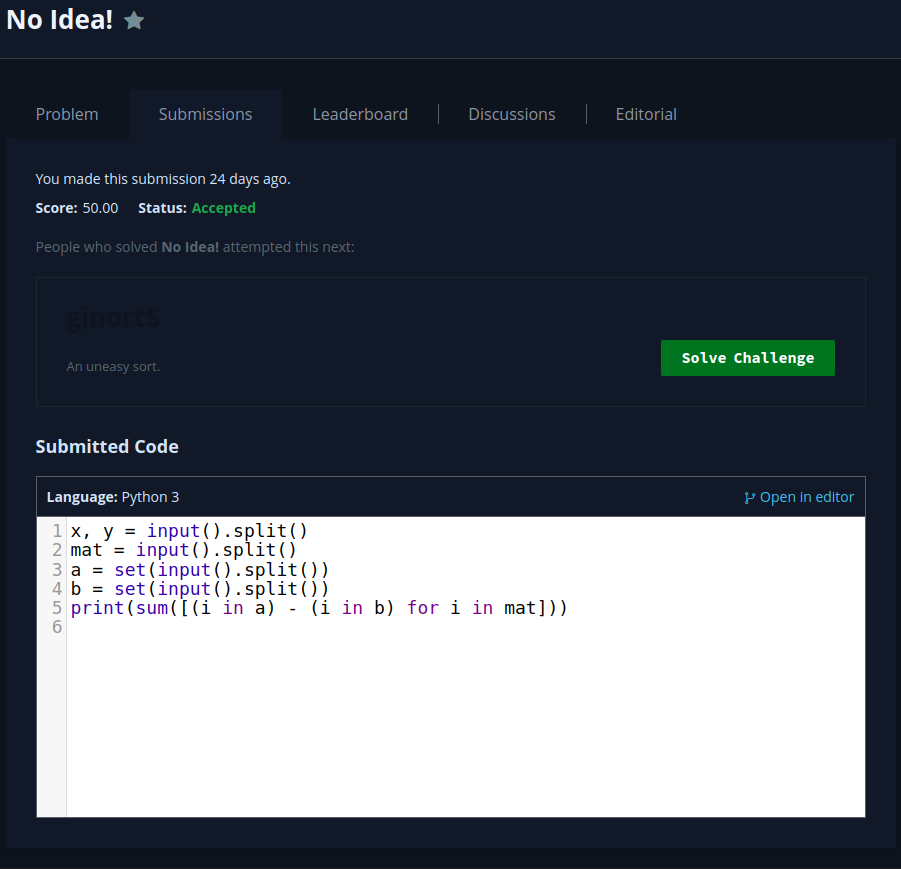 No Idea!
Problem Submissions Leaderboard Discussions Editorial
You made this submission 24 days ago.
Score: 50.00 Status: Accepted
People who solved No Idea! attempted this next:
ginortS
An uneasy sort.
Solve Challenge
Submitted Code
Language: Python 3 Open in editor
1 x, y = input().split()
2 mat = input().split()
3 a = set(input().split())
4 b = set(input().split())
5 print(sum([(i in a) - (i in b) for i in mat]))
6